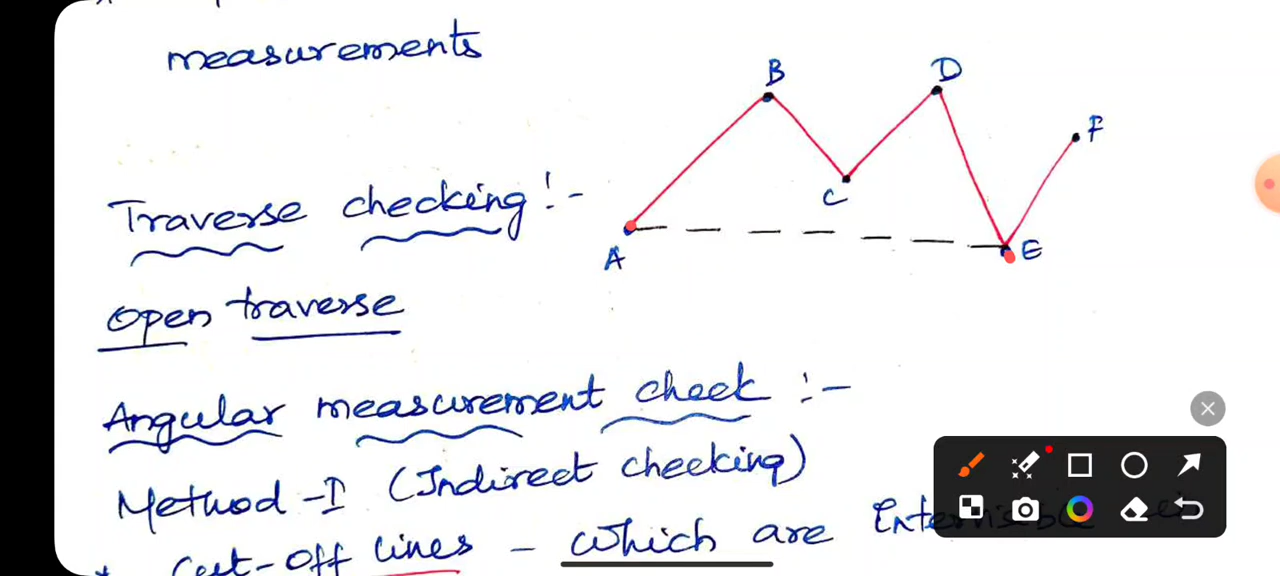 measurements
B
D
F
C
A
E
Traverse checking :-
Open traverse
Angular measurement check :-
Method -I (Indirect checking)
* Cut-off lines - which are